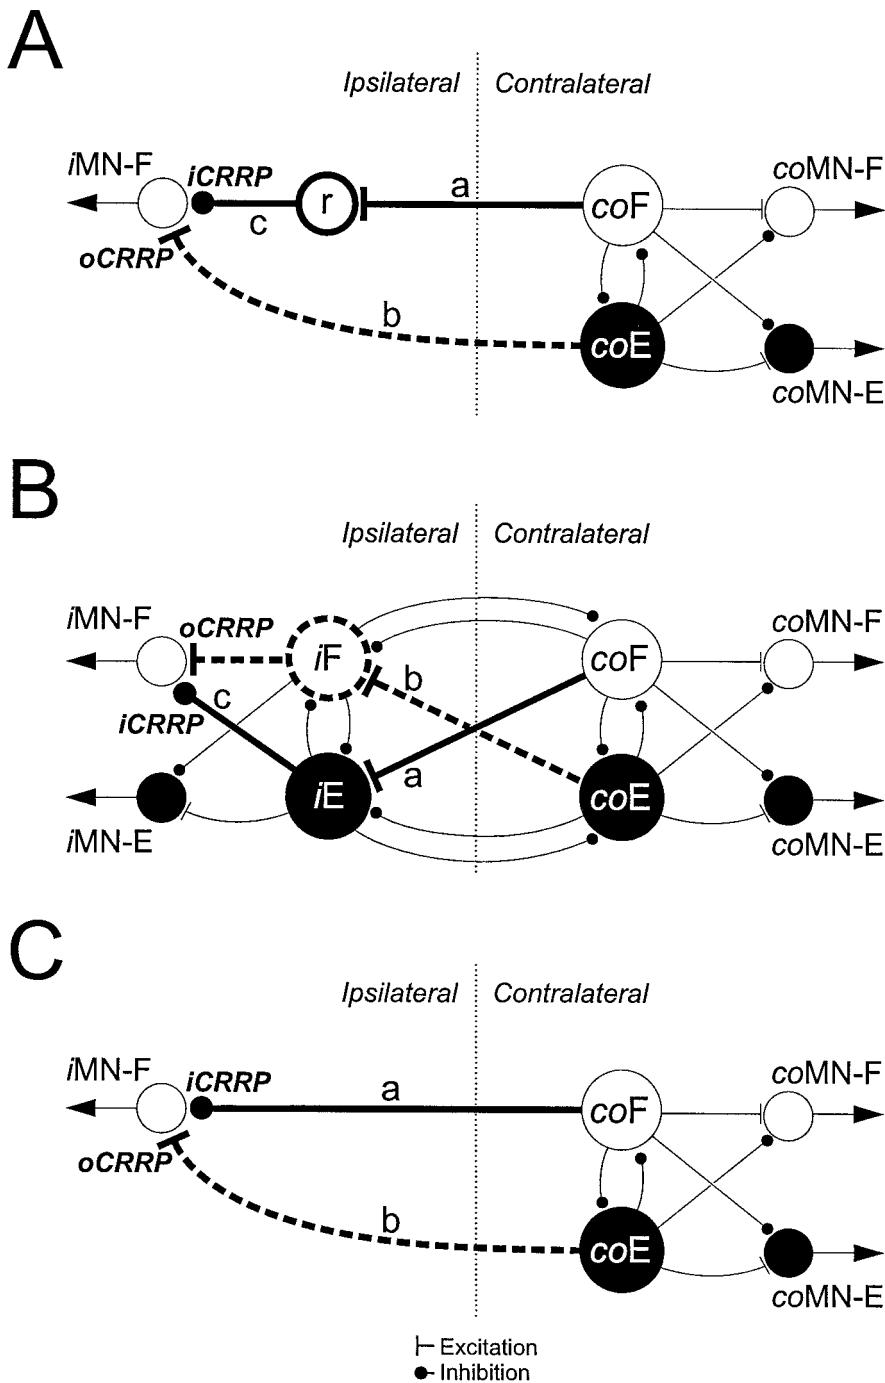 A
Ipsilateral Contralateral
iMN-F iCRRP a coMN-F
r coF
c
oCRRP
b
coE
coMN-E
B
Ipsilateral Contralateral
iMN-F oCRRP coMN-F
iF b coF
c
iCRRP
a
iE coE
iMN-E coMN-E
C
Ipsilateral Contralateral
iMN-F iCRRP a coMN-F
coF
oCRRP
b
coE
coMN-E
Excitation
Inhibition